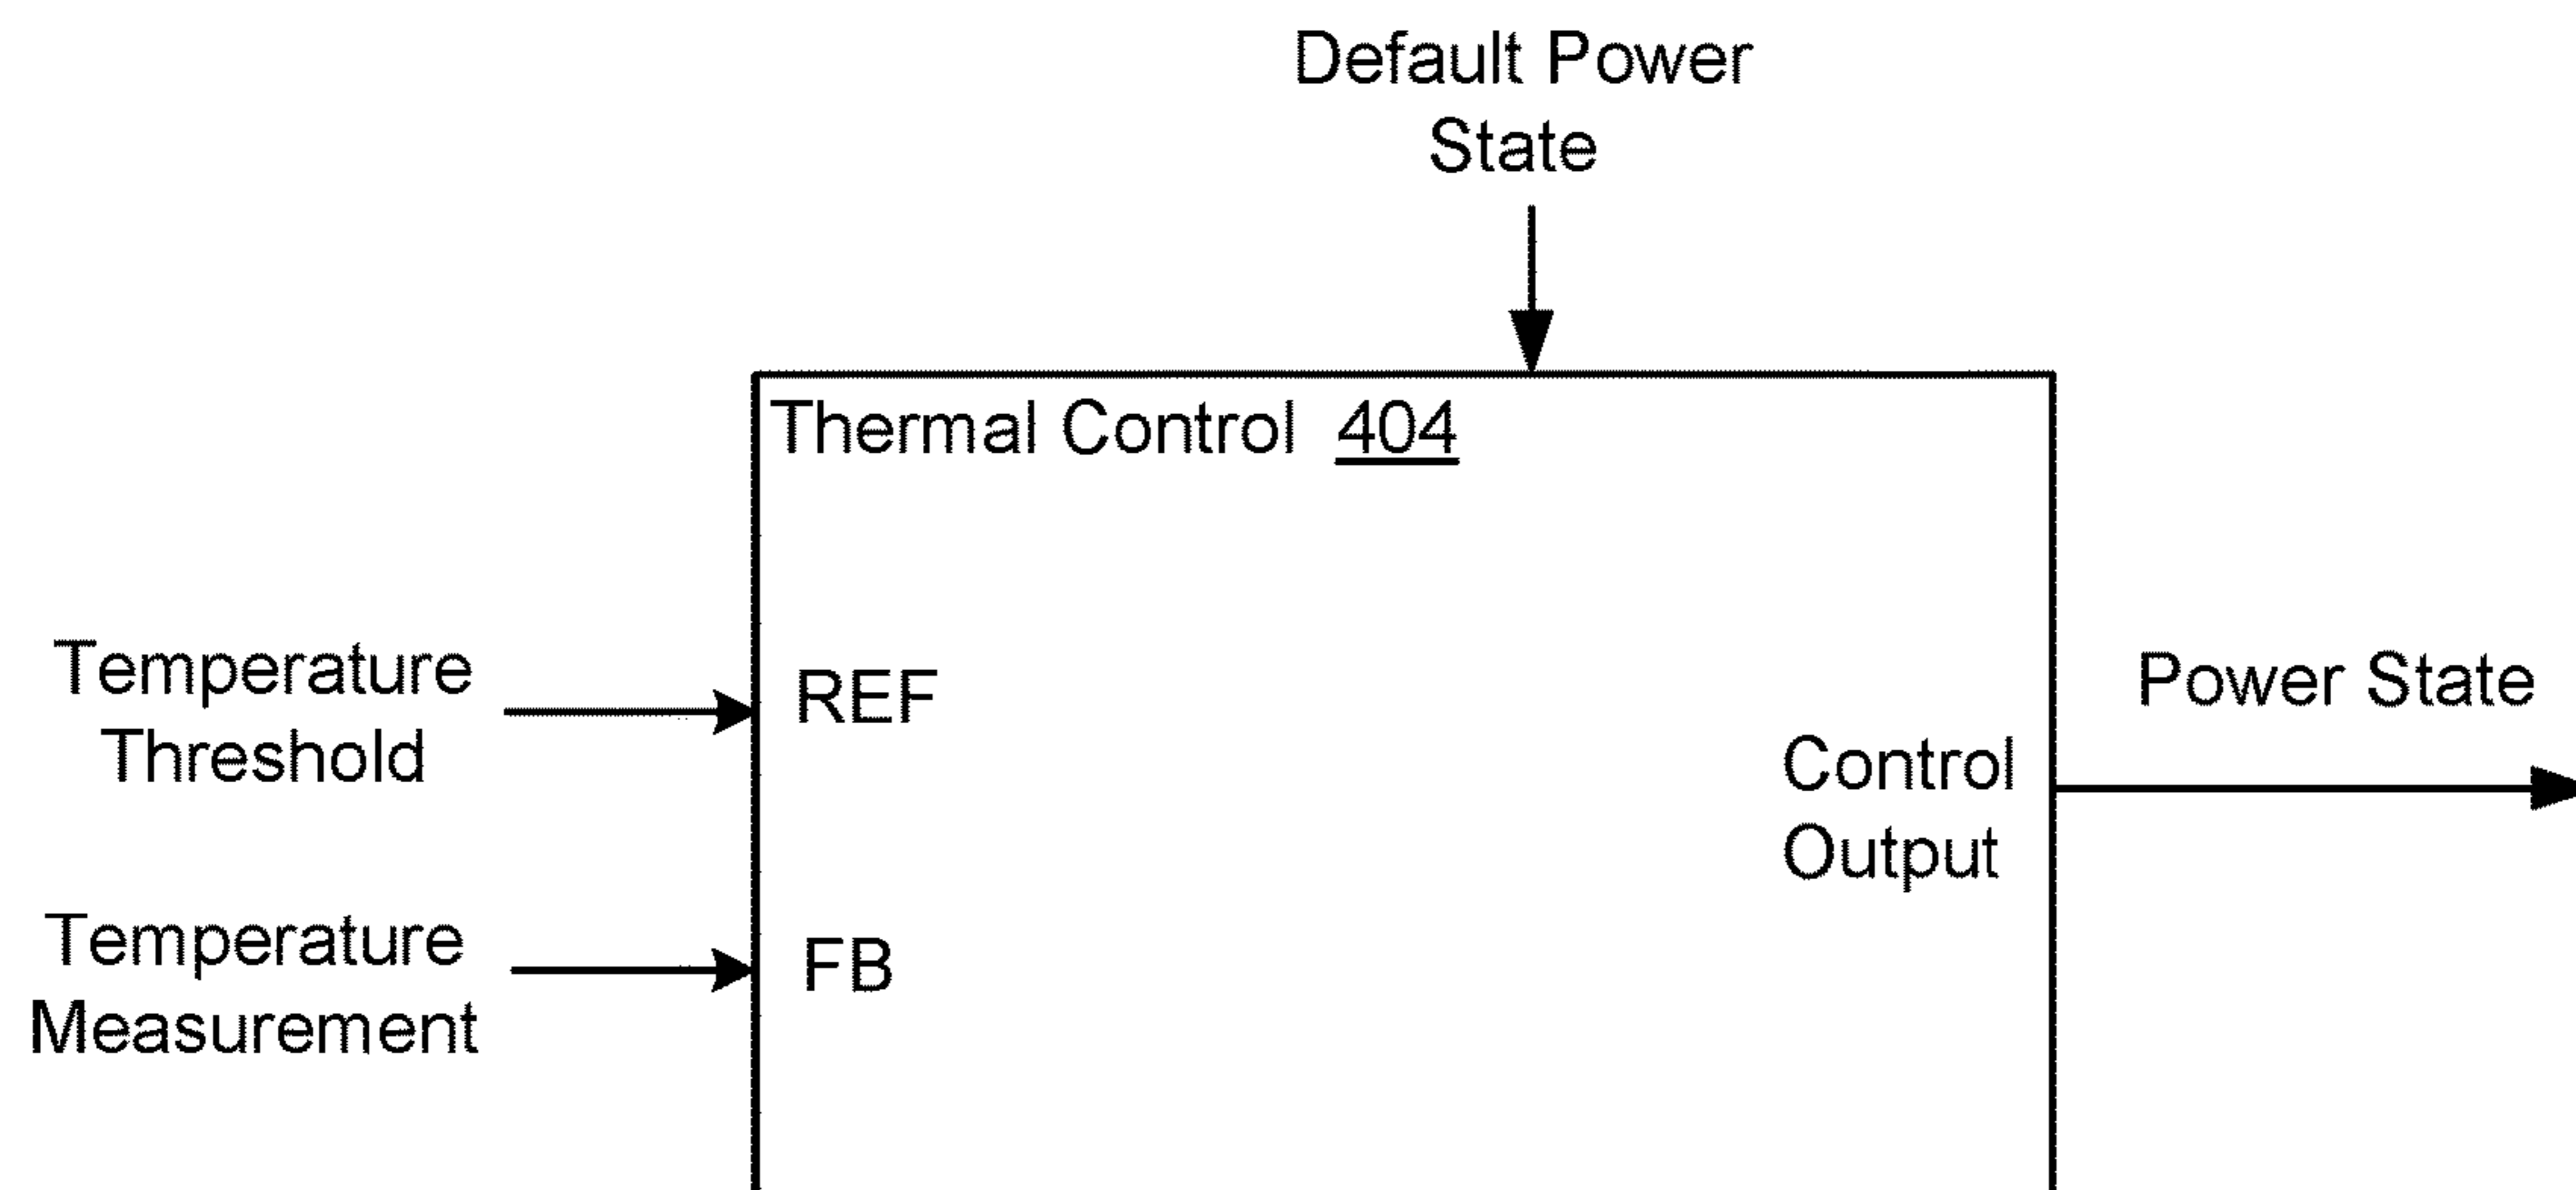 Default Power
State
Thermal Control 404
Temperature
Threshold
REF
Power State
Control
Output
Temperature
Measurement
FB